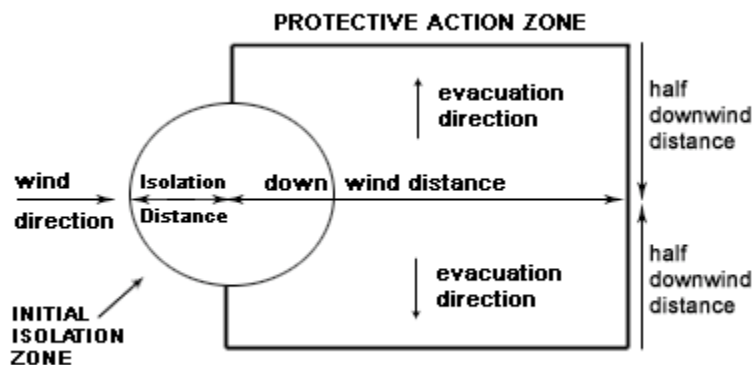 PROTECTIVE ACTION ZONE
evacuation
direction
half
downwind
distance
wind
direction
Isolation
Distance
down wind distance
evacuation
direction
half
downwind
distance
INITIAL
ISOLATION
ZONE